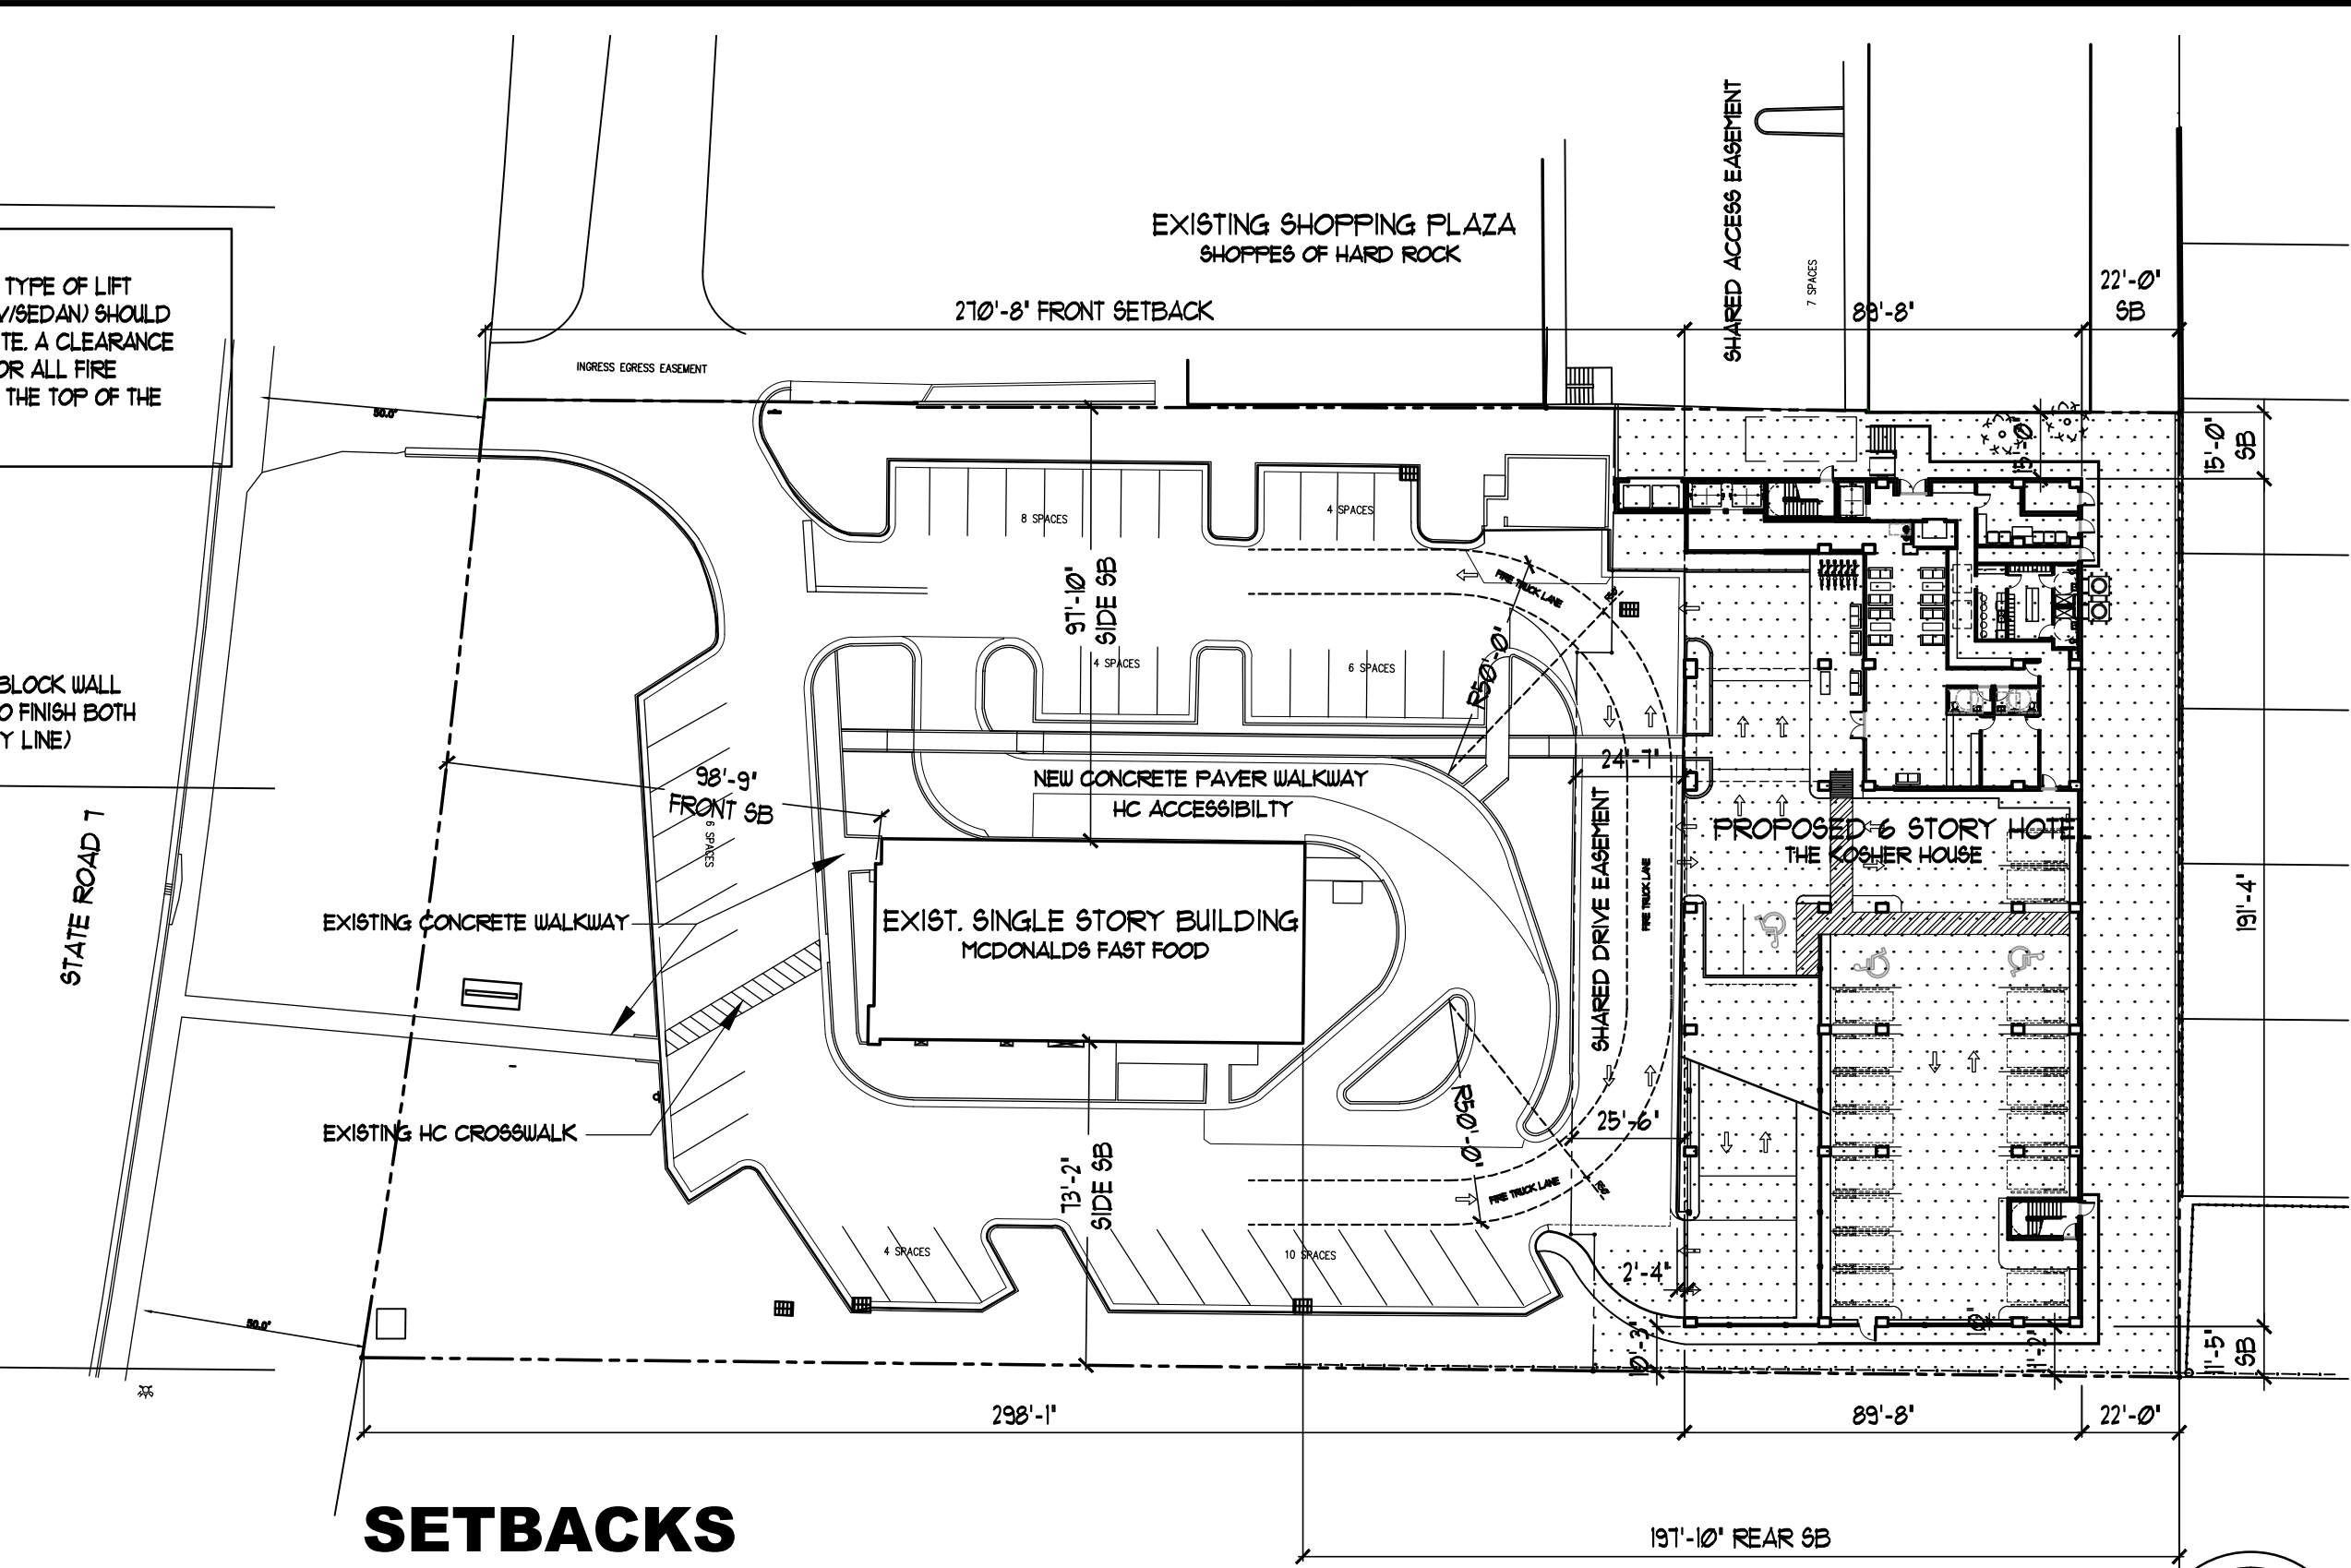 EXISTING SHOPPING PLAZA
SHOPPES OF HARD ROCK
SHARED ACCESS EASEMENT
7 SPACES
TYPE OF LIFT
V/SEDAN) SHOULD
TE. A CLEARANCE
OR ALL FIRE
THE TOP OF THE
270'-8" FRONT SETBACK
89'-8"
22'-0"
SB
INGRESS EGRESS EASEMENT
50.0'
15'-0"
15'-0"
SB
8 SPACES
4 SPACES
97'-10"
SIDE SB
FIRE TRUCK LANE
R50'-0"
4 SPACES
6 SPACES
BLOCK WALL
O FINISH BOTH
Y LINE)
98'-9"
FRONT SB
6 SPACES
NEW CONCRETE PAVER WALKWAY
HC ACCESSIBILTY
24'-7"
SHARED DRIVE EASEMENT
FIRE TRUCK LANE
PROPOSED 6 STORY HOTEL
THE KOSHER HOUSE
STATE ROAD 7
EXISTING CONCRETE WALKWAY
EXIST. SINGLE STORY BUILDING
MCDONALDS FAST FOOD
191'-4"
EXISTING HC CROSSWALK
25'-6"
R50'-0"
73'-2"
SIDE SB
FIRE TRUCK LANE
4 SPACES
10 SPACES
2'-4"
50.0'
10'-3"
11'-2"
11'-5"
SB
298'-1"
89'-8"
22'-0"
SETBACKS
197'-10" REAR SB